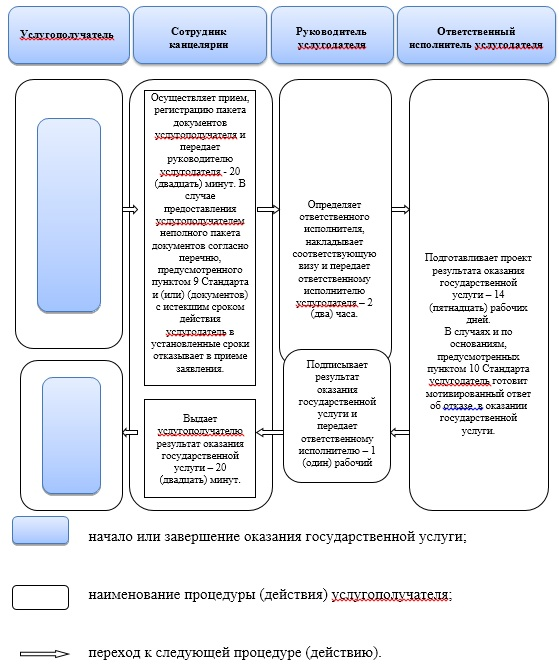 Услугополучатель
Сотрудник
канцелярии
Руководитель
услугодателя
Ответственный
исполнитель услугодателя
Осуществляет прием,
регистрацию пакета
документов
услугополучателя и
передает
руководителю
услугодателя - 20
(двадцать) минут. В
случае
предоставления
услугополучателем
неполного пакета
документов согласно
перечню,
предусмотренного
пунктом 9 Стандарта
и (или) (документов)
с истекшим сроком
действия
услугодатель в
установленные сроки
отказывает в приеме
заявления.
Определяет
ответственного
исполнителя,
накладывает
соответствующую
визу и передает
ответственному
исполнителю
услугодателя – 2
(два) часа.
Подготавливает проект
результата оказания
государственной
услуги – 14
(пятнадцать) рабочих
дней.
В случаях и по
основаниям,
предусмотренных
пунктом 10 Стандарта
услугодатель готовит
мотивированный ответ
об отказе в оказании
государственной
услуги.
Подписывает
результат
оказания
государственной
услуги и
передает
ответственному
исполнителю – 1
(один) рабочий
Выдает
услугополучателю
результат оказания
государственной
услуги – 20
(двадцать) минут.
начало или завершение оказания государственной услуги;
наименование процедуры (действия) услугополучателя;
переход к следующей процедуре (действию).